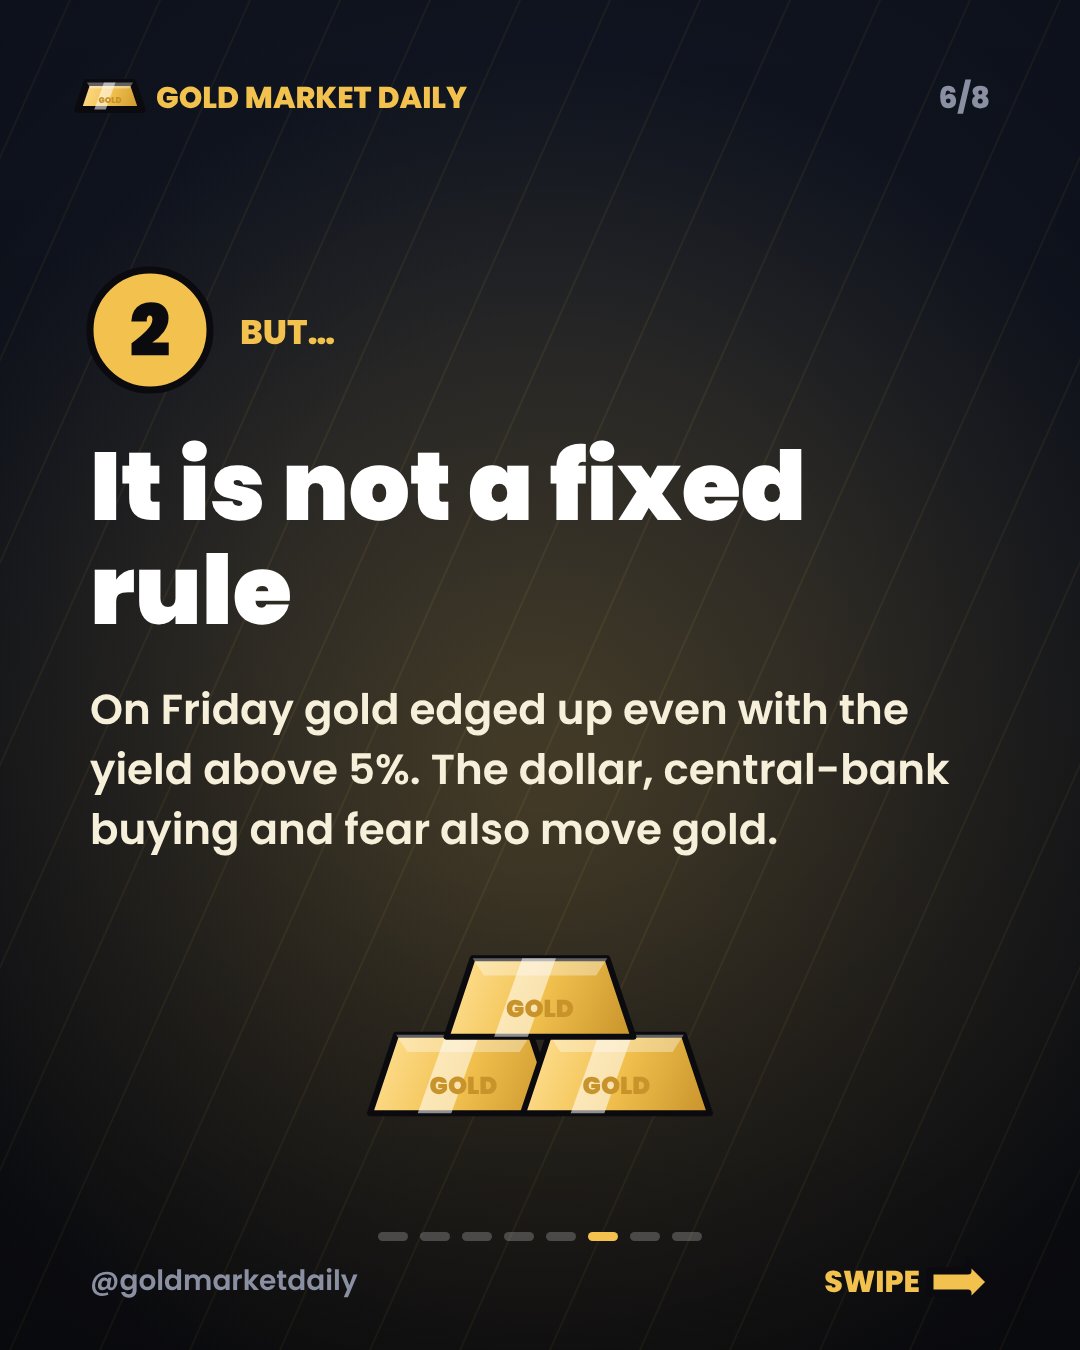 GOLD
GOLD MARKET DAILY
6/8
2
BUT...
It is not a fixed
rule
On Friday gold edged up even with the
yield above 5%. The dollar, central-bank
buying and fear also move gold.
GOLD
GOLD
GOLD
@goldmarketdaily
SWIPE